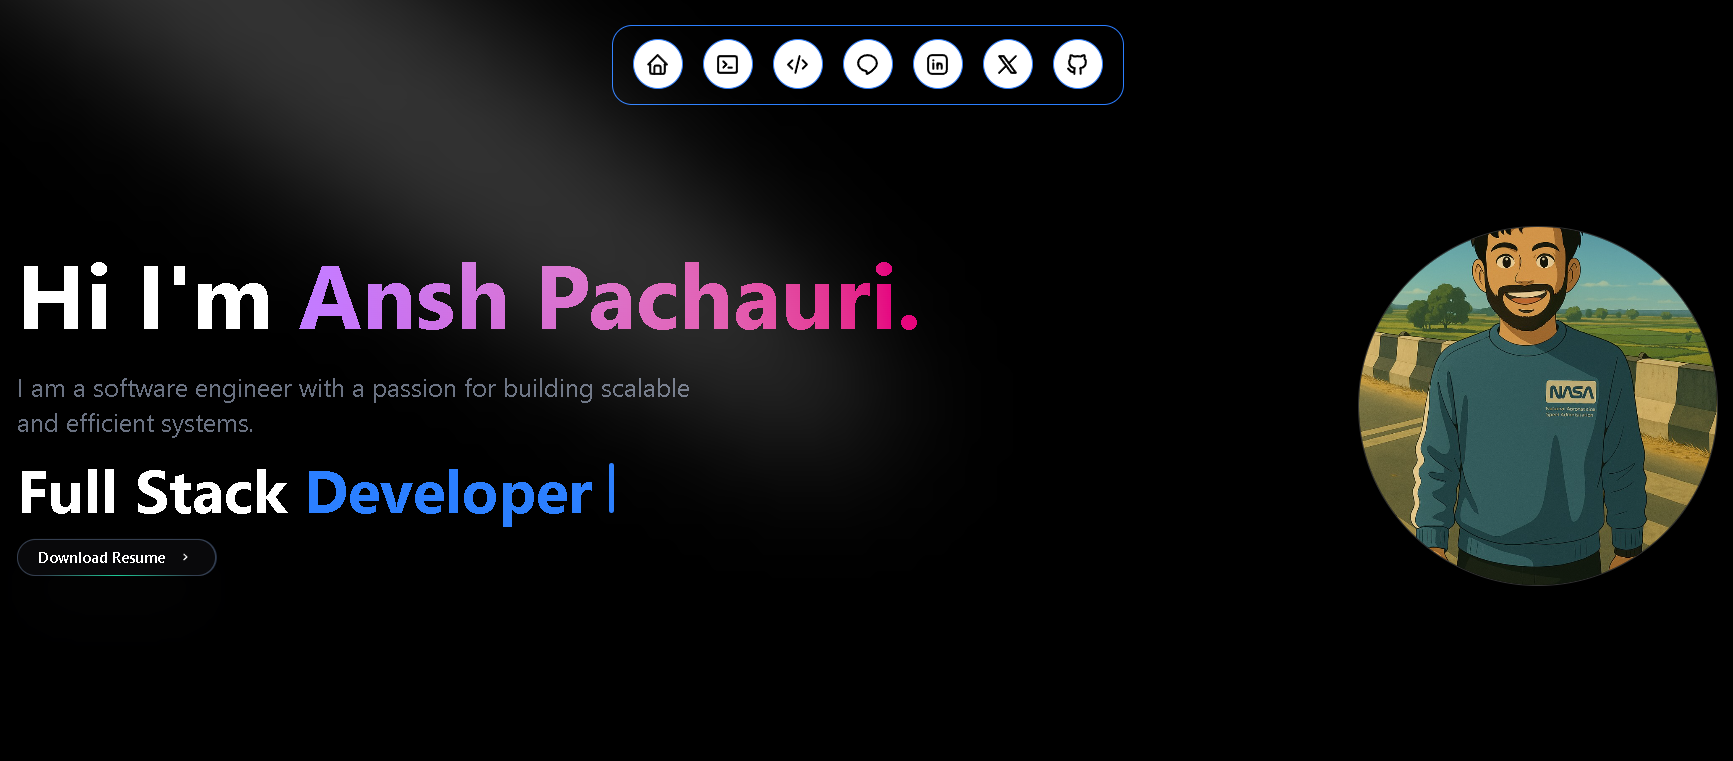 Hi I'm Ansh Pachauri.
I am a software engineer with a passion for building scalable
and efficient systems.
Full Stack Developer
Download Resume
NASA